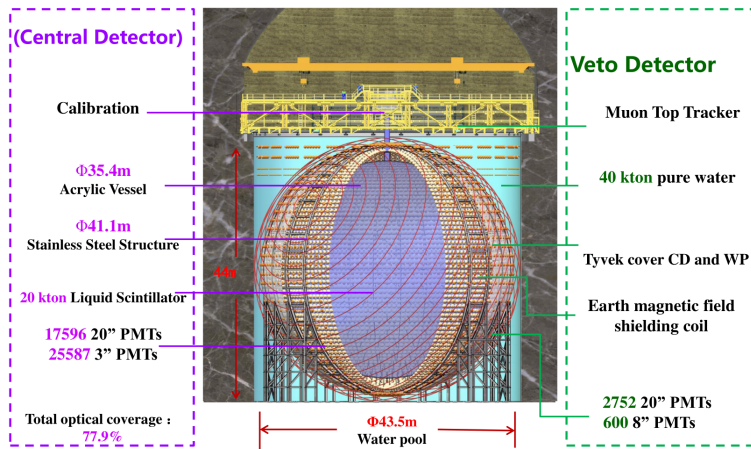 (Central Detector)
Calibration
Φ35.4m
Acrylic Vessel
Φ41.1m
Stainless Steel Structure
20 kton Liquid Scintillator
17596 20” PMTs
25587 3” PMTs
Total optical coverage：
77.9%
44m
Φ43.5m
Water pool
Veto Detector
Muon Top Tracker
40 kton pure water
Tyvek cover CD and WP
Earth magnetic field
shielding coil
2752 20” PMTs
600 8” PMTs